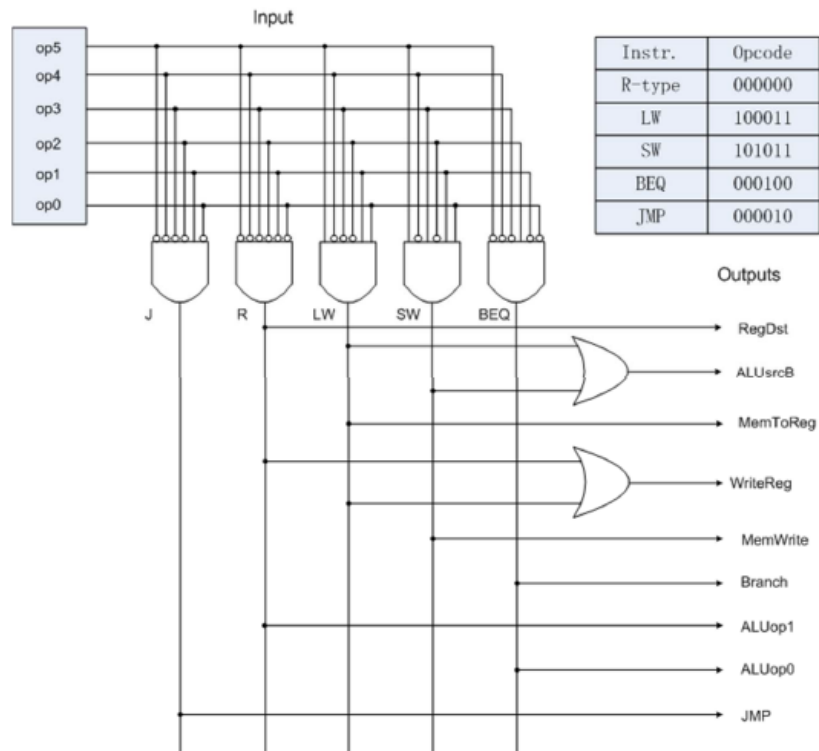 Input
op5
op4
op3
op2
op1
op0
Instr. Opcode
R-type 000000
LW 100011
SW 101011
BEQ 000100
JMP 000010
Outputs
J R LW SW BEQ
RegDst
ALUsrcB
MemToReg
WriteReg
MemWrite
Branch
ALUop1
ALUop0
JMP